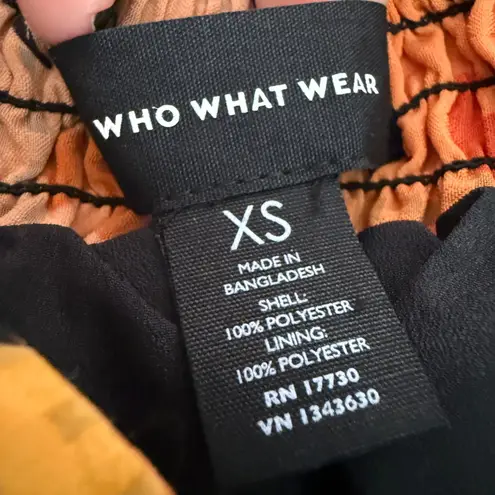 WHO WHAT WEAR
XS
MADE IN
BANGLADESH
SHELL:
100% POLYESTER
LINING:
100% POLYESTER
RN 17730
VN 1343630